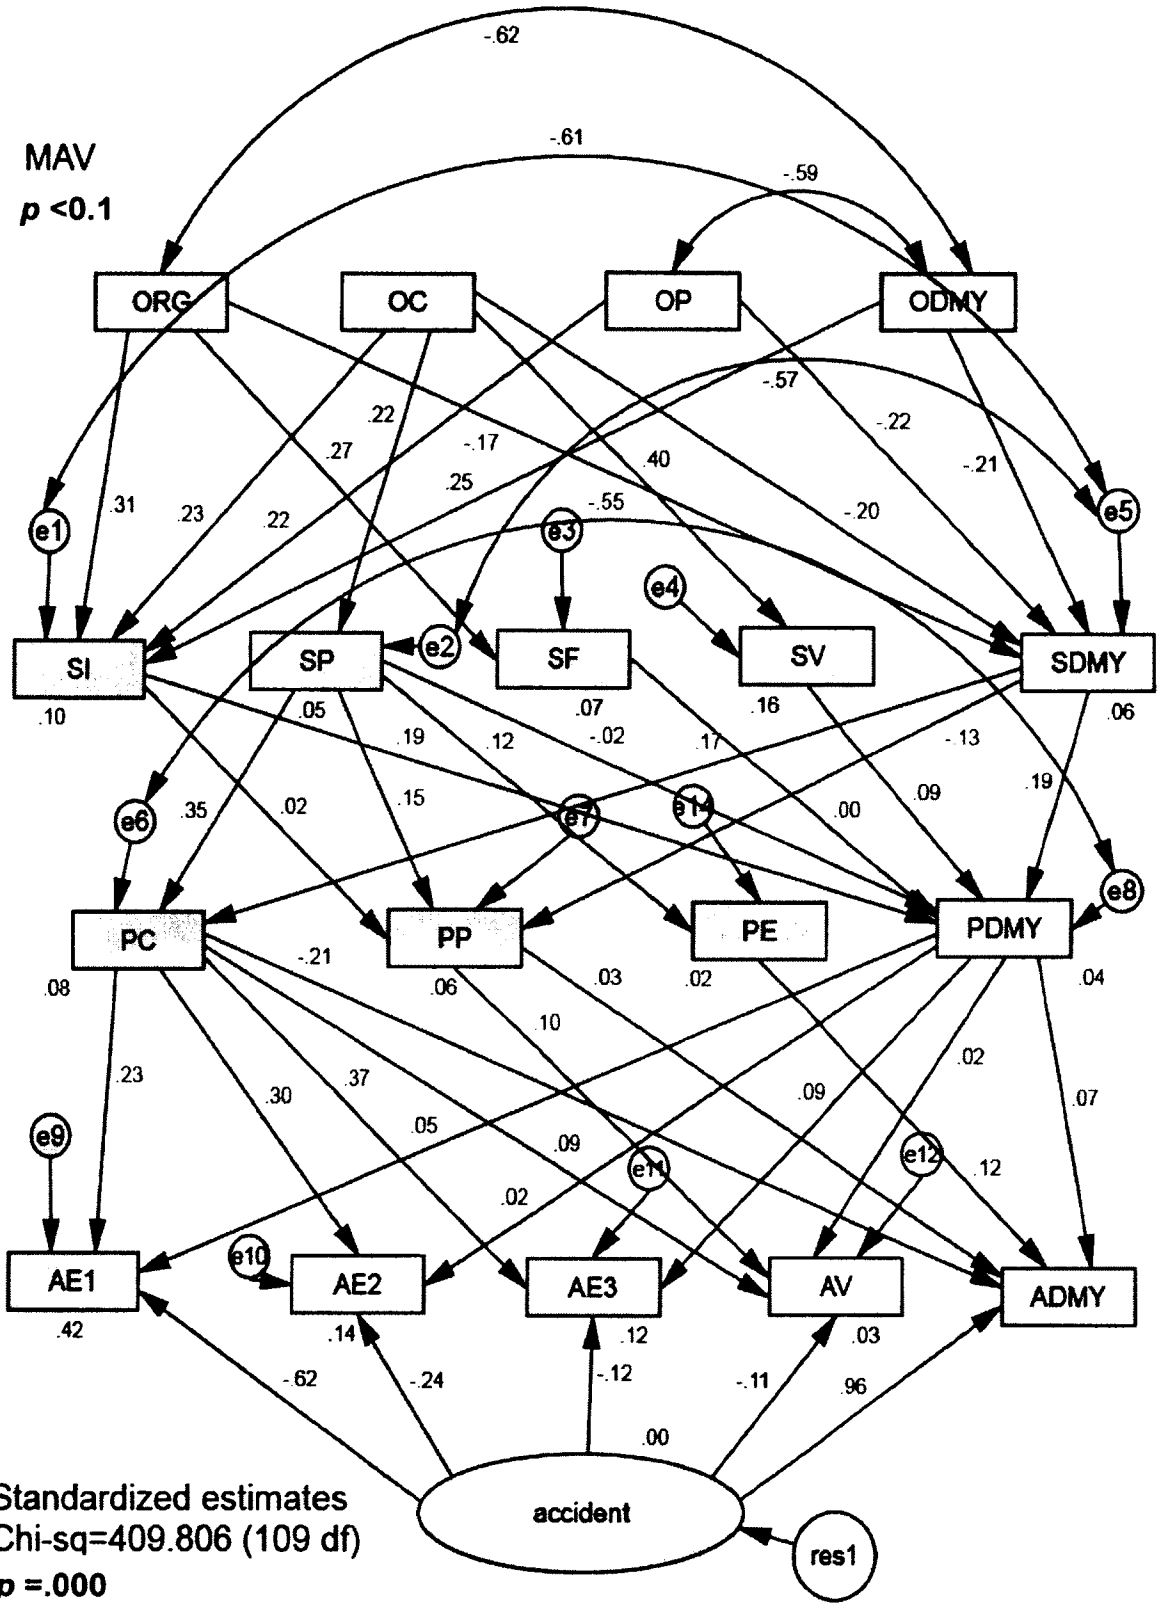 -.62
-.61
MAV
-.59
p <0.1
ORG
OC
OP
ODMY
-.57
.22
-.22
.27
-.17
.40
-.21
.25
.31
.23
.22
-.55
-.20
e1
e3
e5
e4
e2
SI
SP
SF
SV
SDMY
.10
.05
.07
.16
.06
.19
.12
-.02
.17
-.13
.35
.02
.15
.19
.09
.00
e6
e7
e14
e8
PC
PP
PE
PDMY
-.21
.08
.06
.03
.02
.04
.10
.02
.23
.37
.30
.09
.07
.05
.09
e9
e11
e12
.12
.02
e10
AE1
AE2
AE3
AV
ADMY
.42
.14
.12
.03
-.62
-.24
-.12
-.11
.96
.00
Standardized estimates
accident
Chi-sq=409.806 (109 df)
res1
p =.000